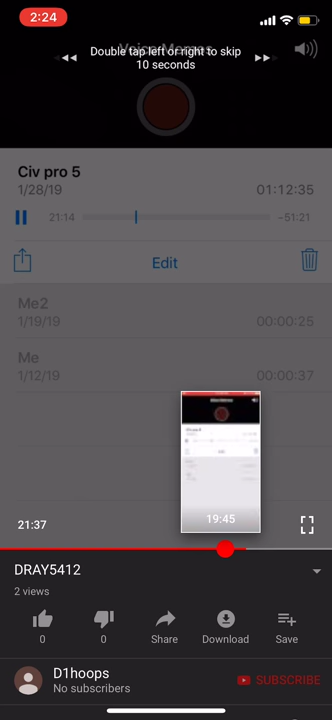 2:24
Voice Memos
Double tap left or right to skip
10 seconds
Civ pro 5
1/28/19 01:12:35
21:14 −51:21
Edit
Me2
1/19/19 00:00:25
Me
1/12/19 00:00:37
19:45
21:37
DRAY5412
2 views
0 0 Share Download Save
D1hoops
No subscribers
SUBSCRIBE